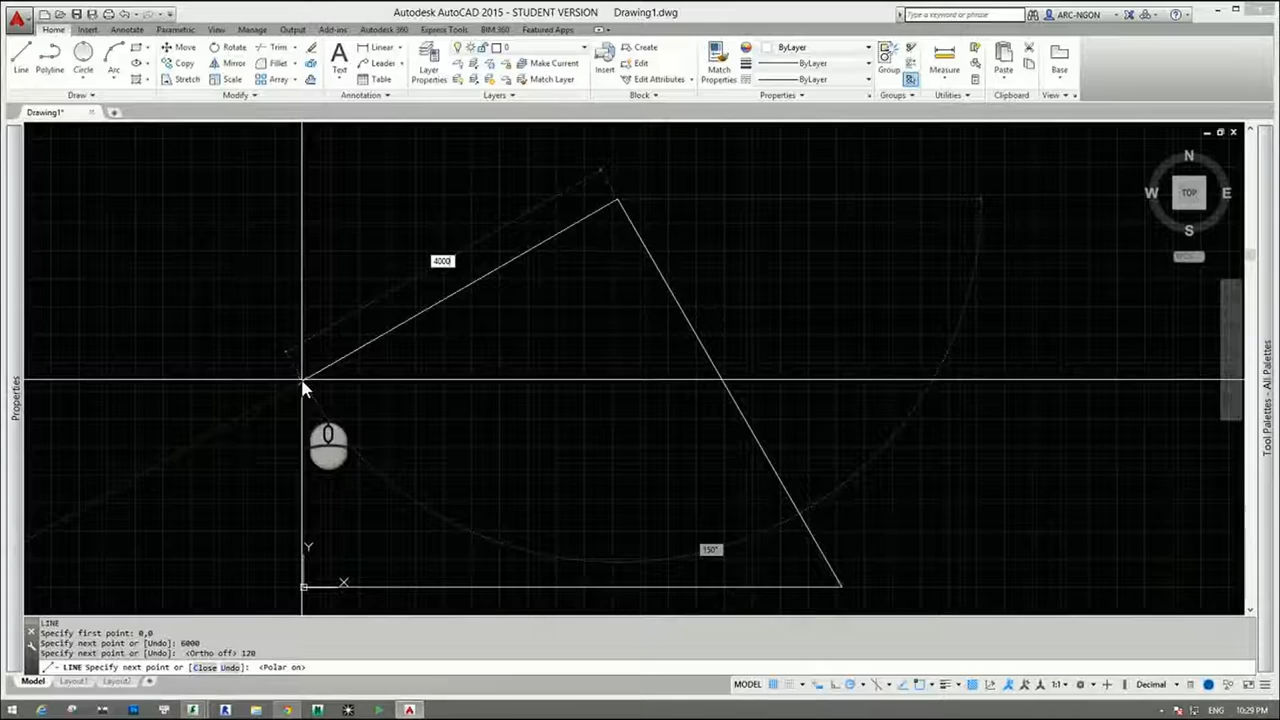 Autodesk AutoCAD 2015 - STUDENT VERSION Drawing1.dwg
Type a keyword or phrase
ARC-NGON
Home Insert Annotate Parametric View Manage Output Add-ins Autodesk 360 Express Tools BIM 360 Featured Apps
Line Polyline Circle Arc
Move Rotate Trim
Copy Mirror Fillet
Stretch Scale Array
Text
Linear
Leader
Table
Layer Properties
0
Make Current
Match Layer
Insert
Create
Edit
Edit Attributes
Match Properties
ByLayer
ByLayer
ByLayer
Group
Measure
Paste
Base
Draw Modify Annotation Layers Block Properties Groups Utilities Clipboard View
Drawing1*
N
W TOP E
S
4000
150°
Y
X
Properties
Tool Palettes - All Palettes
LINE
Specify first point: 0,0
Specify next point or [Undo]: 6000
Specify next point or [Undo]: <Ortho off> 120
LINE Specify next point or [Close Undo]: <Polar on>
Model Layout1 Layout2
MODEL 1:1 Decimal
ENG 10:29 PM